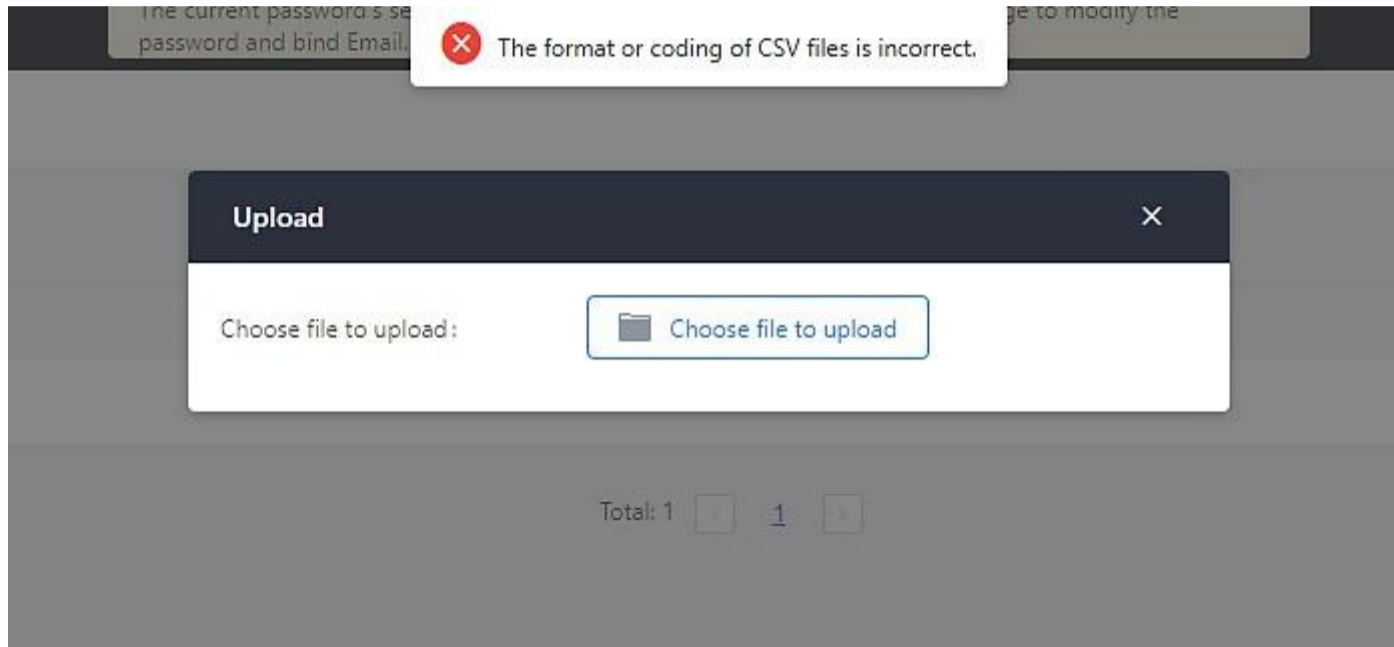 The current password's se
ge to modify the
password and bind Email.
The format or coding of CSV files is incorrect.
Upload
Choose file to upload:
Choose file to upload
Total: 1
1